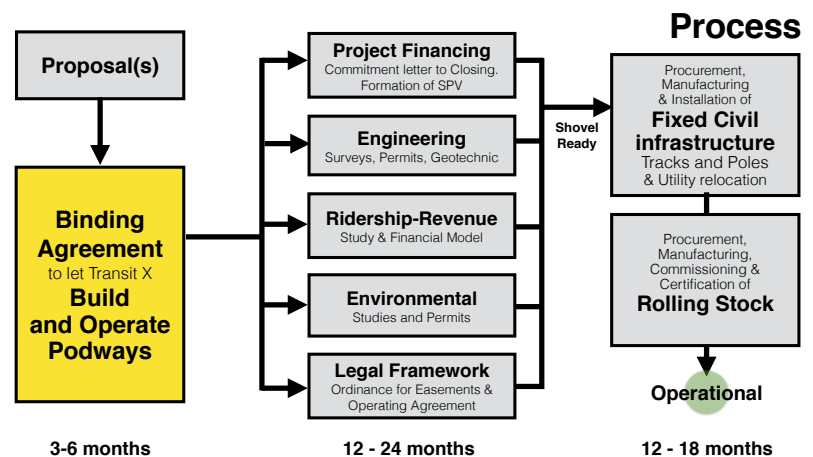 Process
Proposal(s)
Binding
Agreement
to let Transit X
Build
and Operate
Podways
3-6 months
Project Financing
Commitment letter to Closing.
Formation of SPV
Engineering
Surveys, Permits, Geotechnic
Ridership-Revenue
Study & Financial Model
Environmental
Studies and Permits
Legal Framework
Ordinance for Easements &
Operating Agreement
12 - 24 months
Shovel
Ready
Procurement,
Manufacturing
& Installation of
Fixed Civil
infrastructure
Tracks and Poles
& Utility relocation
Procurement,
Manufacturing,
Commissioning &
Certification of
Rolling Stock
Operational
12 - 18 months